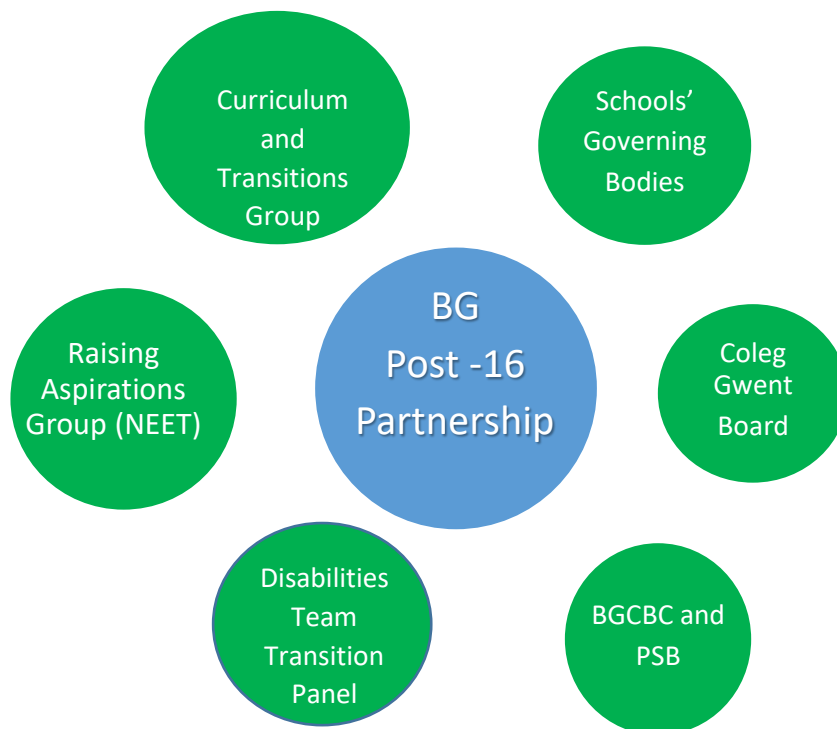 Curriculum
and
Transitions
Group
Schools’
Governing
Bodies
BG
Post -16
Partnership
Raising
Aspirations
Group (NEET)
Coleg
Gwent
Board
Disabilities
Team
Transition
Panel
BGCBC and
PSB